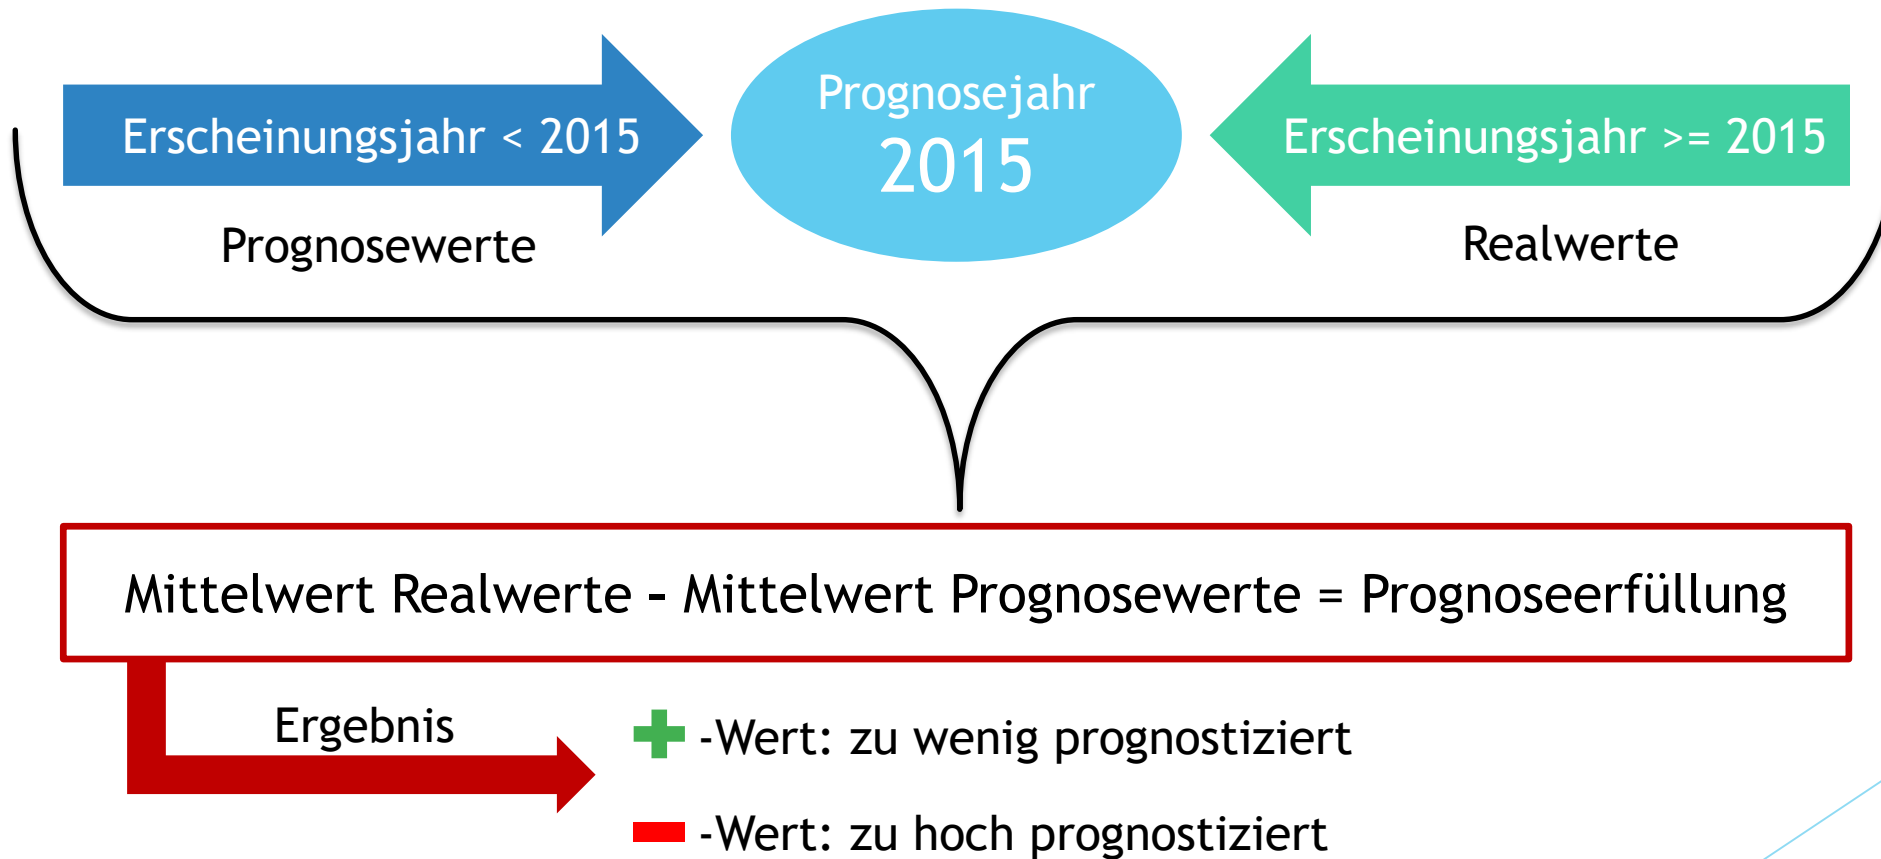 Erscheinungsjahr < 2015
Prognosejahr
2015
Erscheinungsjahr >= 2015
Prognosewerte
Realwerte
Mittelwert Realwerte – Mittelwert Prognosewerte = Prognoseerfüllung
Ergebnis
-Wert: zu wenig prognostiziert
-Wert: zu hoch prognostiziert